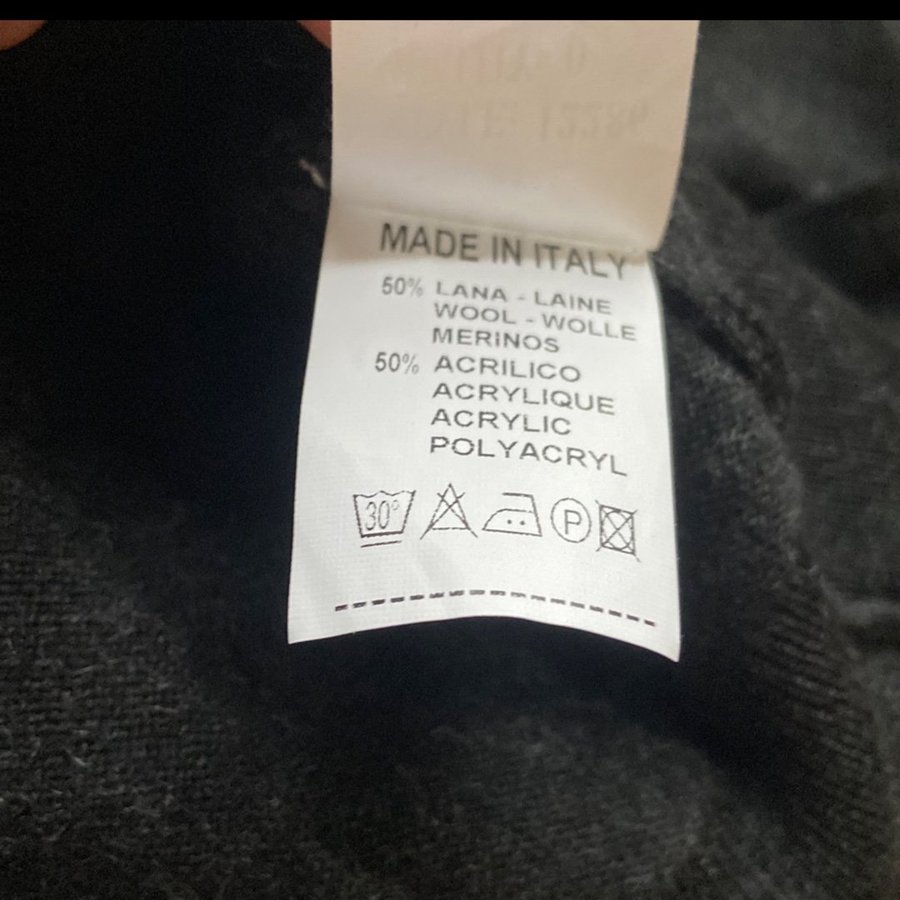 MADE IN ITALY
50% LANA - LAINE
WOOL - WOLLE
MERINOS
50% ACRILICO
ACRYLIQUE
ACRYLIC
POLYACRYL
30°
P